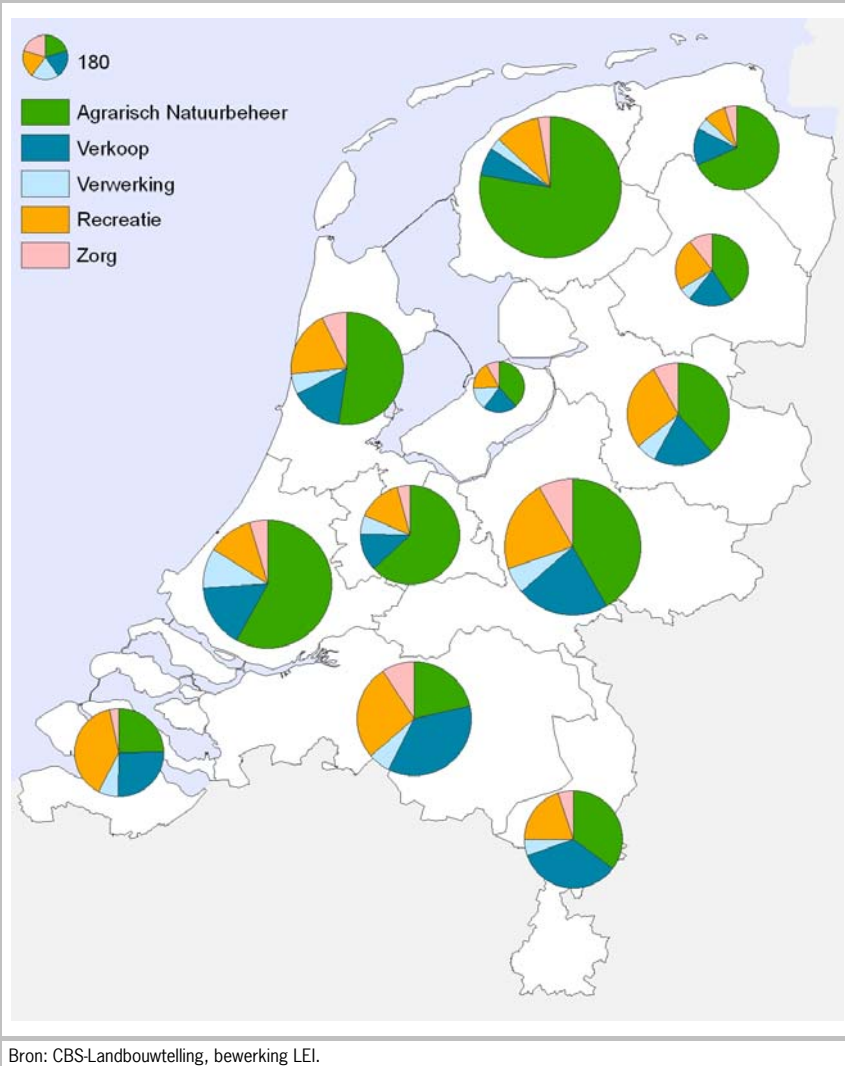 180
Agrarisch Natuurbeheer
Verkoop
Verwerking
Recreatie
Zorg
Bron: CBS-Landbouwtelling, bewerking LEI.